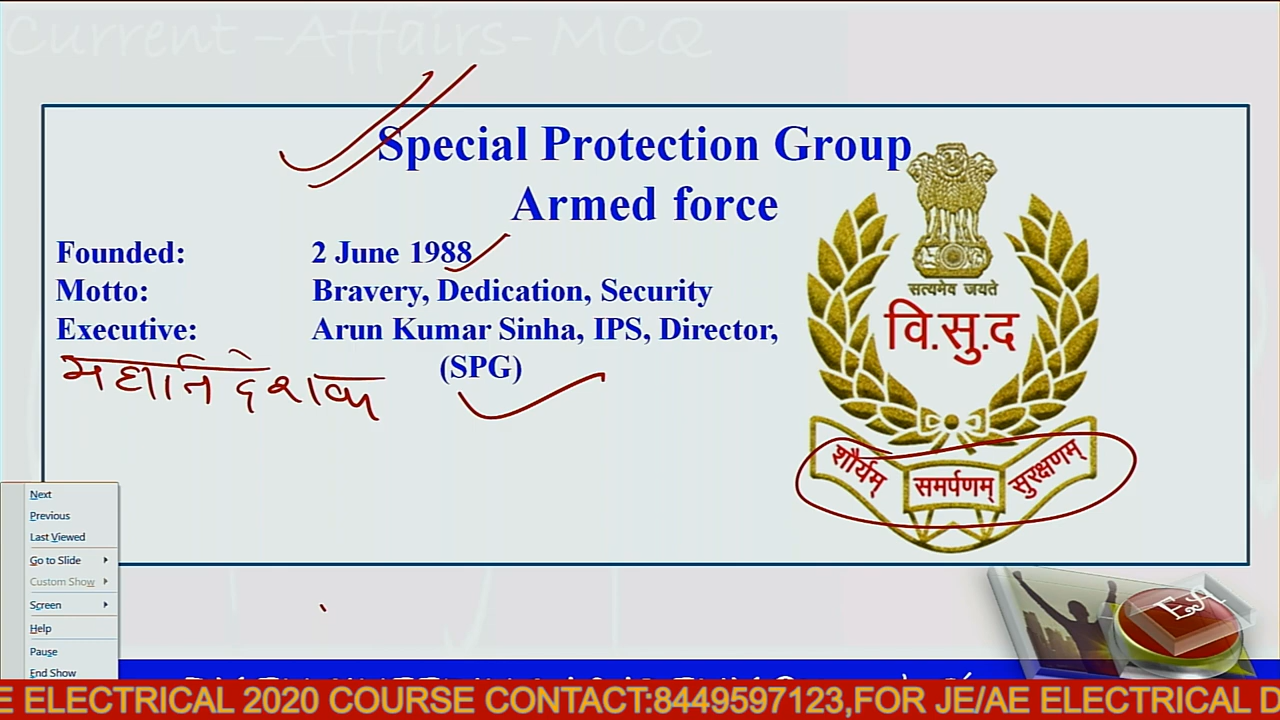 Current -Affairs- MCQ
Special Protection Group
Armed force
Founded: 2 June 1988
Motto: Bravery, Dedication, Security
Executive: Arun Kumar Sinha, IPS, Director,
(SPG)
महानिदेशक
सत्यमेव जयते
वि.सु.द
शौर्यम् समर्पणम् सुरक्षणम्
Next
Previous
Last Viewed
Go to Slide
Custom Show
Screen
Help
Pause
End Show
EA
E ELECTRICAL 2020 COURSE CONTACT:8449597123,FOR JE/AE ELECTRICAL D